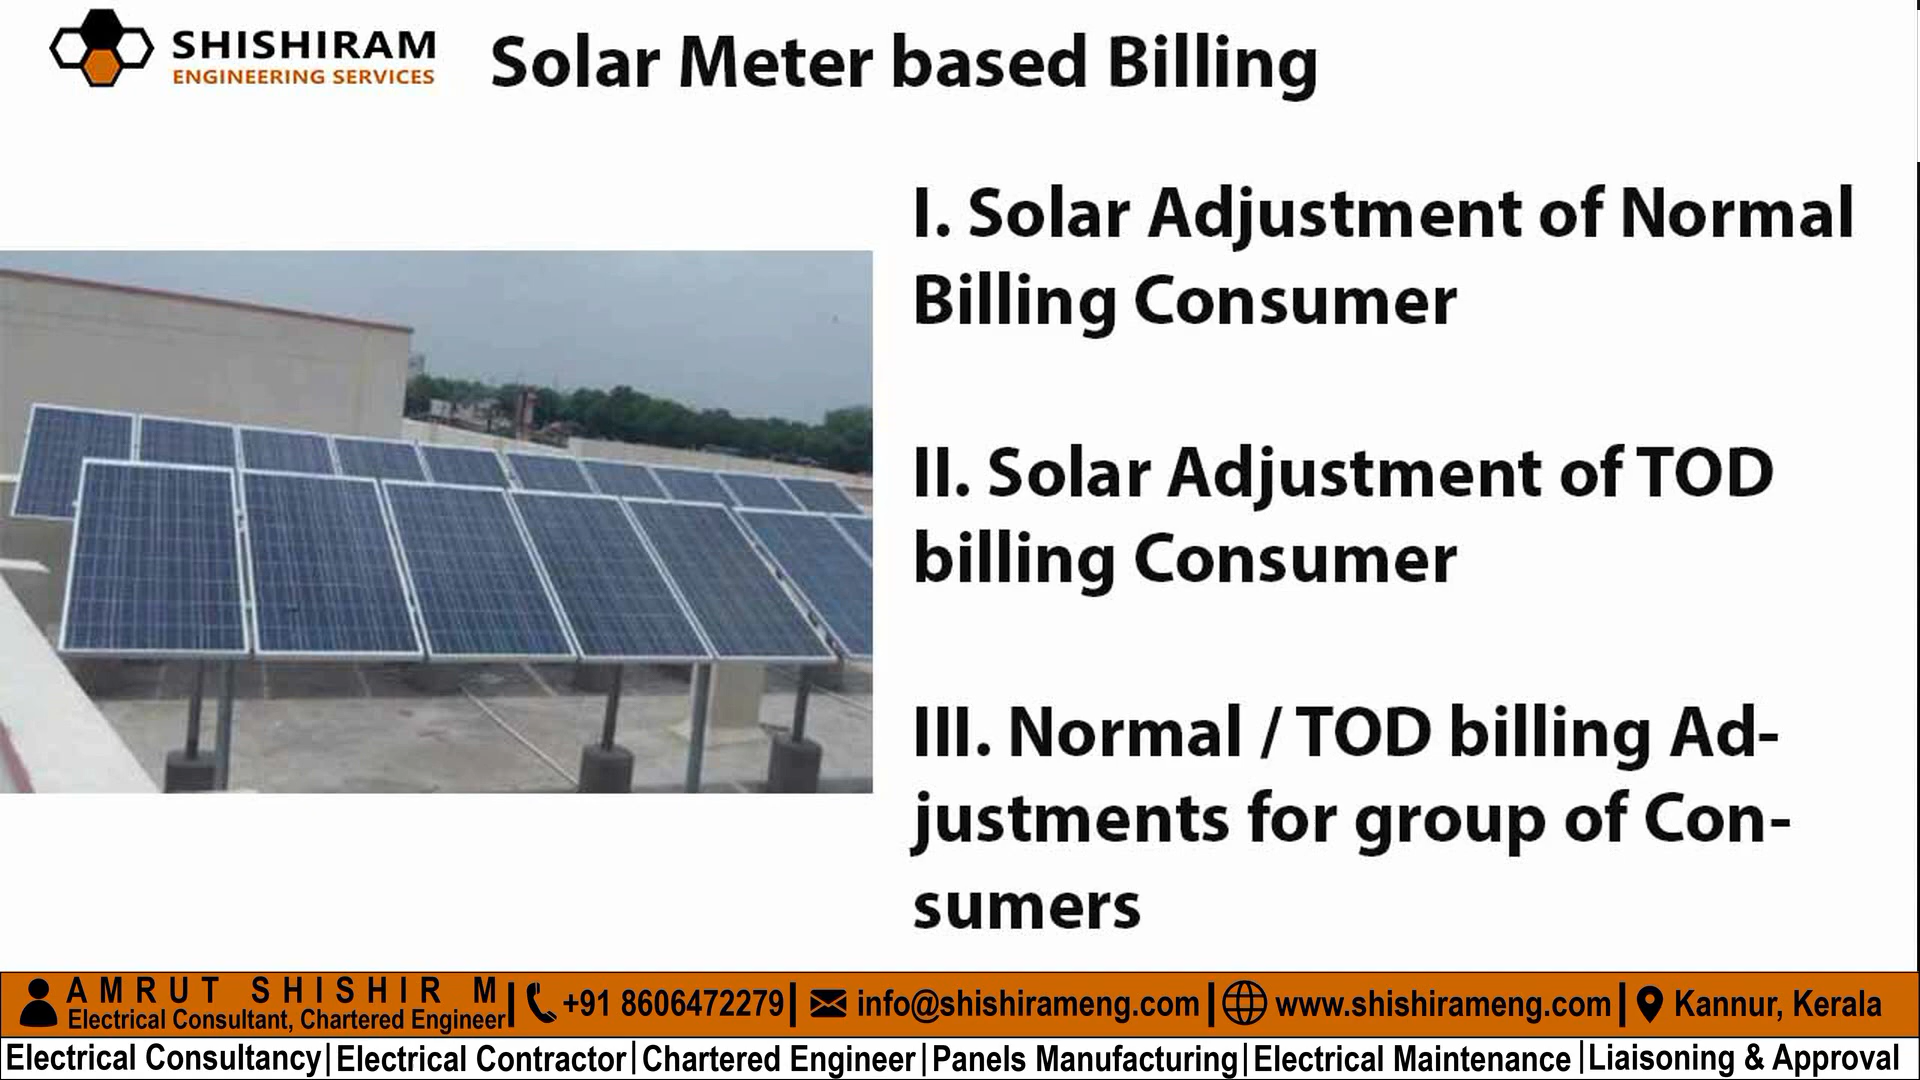 SHISHIRAM
ENGINEERING SERVICES
Solar Meter based Billing
I. Solar Adjustment of Normal
Billing Consumer
II. Solar Adjustment of TOD
billing Consumer
III. Normal / TOD billing Ad-
justments for group of Con-
sumers
AMRUT SHISHIR M
Electrical Consultant, Chartered Engineer
+91 8606472279
info@shishirameng.com
www.shishirameng.com
Kannur, Kerala
Electrical Consultancy|Electrical Contractor|Chartered Engineer|Panels Manufacturing|Electrical Maintenance |Liaisoning & Approval